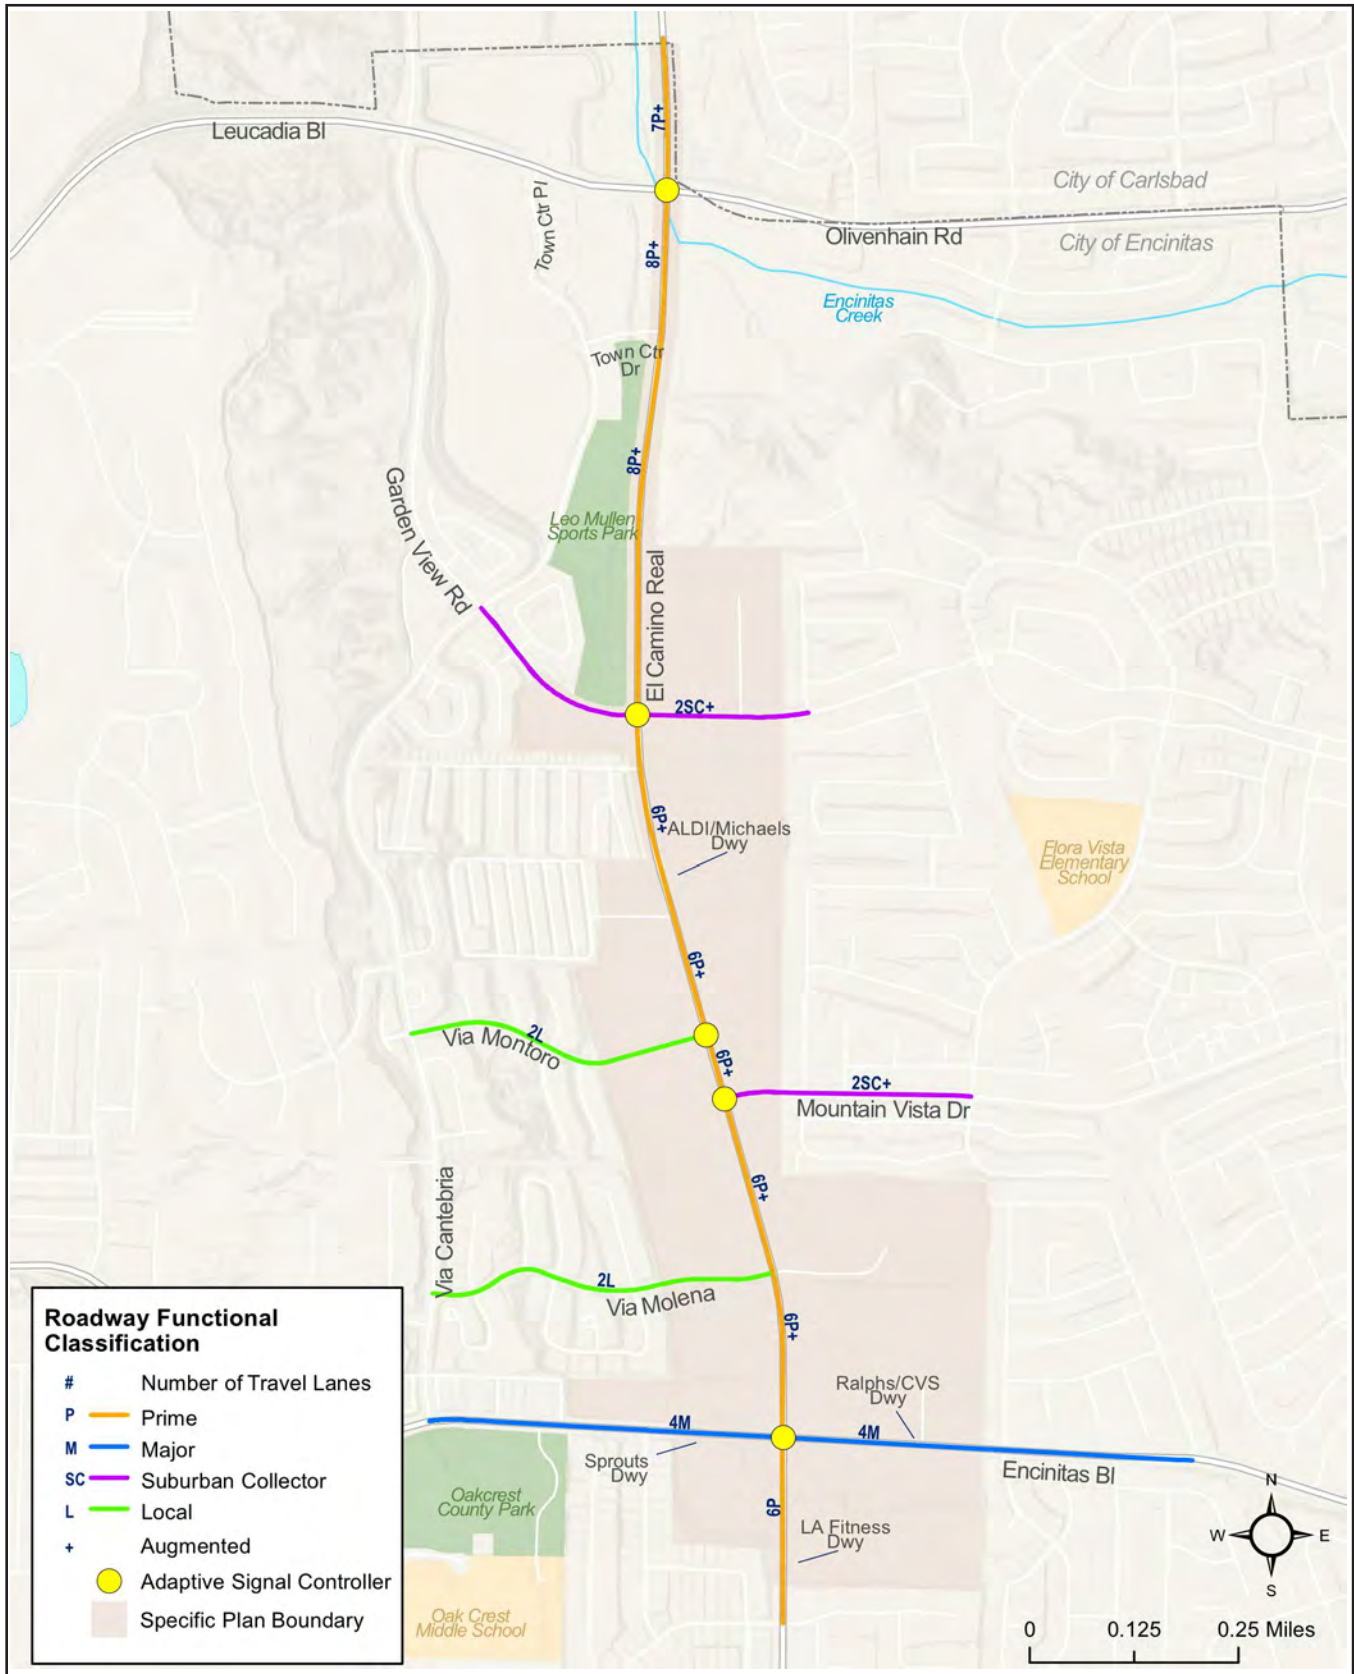 7P+
Leucadia Bl
City of Carlsbad
Town Ctr Pl
8P+
Olivenhain Rd
City of Encinitas
Encinitas
Creek
Town Ctr
Dr
8P+
Garden View Rd
Leo Mullen
Sports Park
El Camino Real
2SC+
6P+
ALDI/Michaels
Dwy
Flora Vista
Elementary
School
6P+
2L
Via Montoro
6P+
2SC+
Mountain Vista Dr
6P+
Via Cantebria
2L
Via Molena
6P+
Ralphs/CVS
Dwy
4M
4M
Sprouts
Dwy
Encinitas Bl
Oakcrest
County Park
6P
LA Fitness
Dwy
Oak Crest
Middle School
Roadway Functional
Classification
# Number of Travel Lanes
P Prime
M Major
SC Suburban Collector
L Local
+ Augmented
Adaptive Signal Controller
Specific Plan Boundary
N
W E
S
0 0.125 0.25 Miles